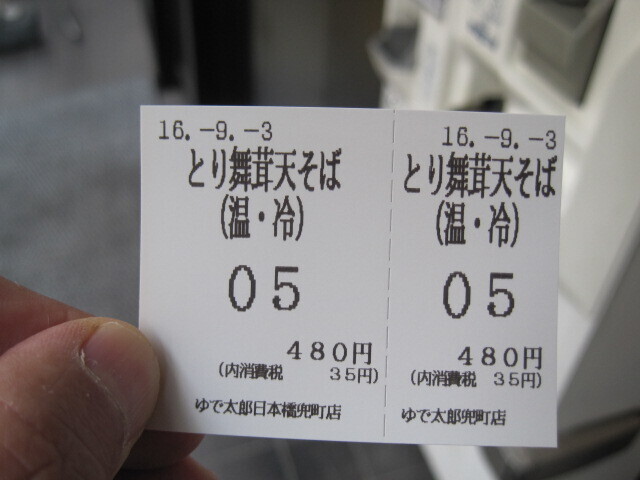 16.-9.-3
とり舞茸天そば
(温・冷)
05
480円
(内消費税 35円)
ゆで太郎日本橋兜町店
16.-9.-3
とり舞茸天そば
(温・冷)
05
480円
(内消費税 35円)
ゆで太郎兜町店